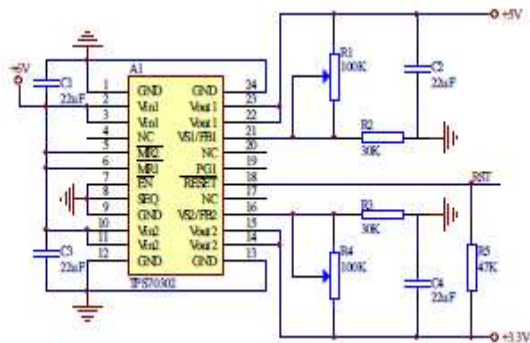 +5V
A1
+5V
C1
22uF
R1
100K
C2
22uF
R2
30K
1 GND GND 24
2 Vin1 Vout1 23
3 Vin1 Vout1 22
4 NC VS1/FB1 21
5 MR2 NC 20
6 MR1 PG1 19
7 EN RESET 18
8 SEQ NC 17
9 GND VS2/FB2 16
10 Vin2 Vout2 15
11 Vin2 Vout2 14
12 GND GND 13
TPS70302
RST
R3
30K
C3
22uF
R4
100K
C4
22uF
R5
47K
+3.3V